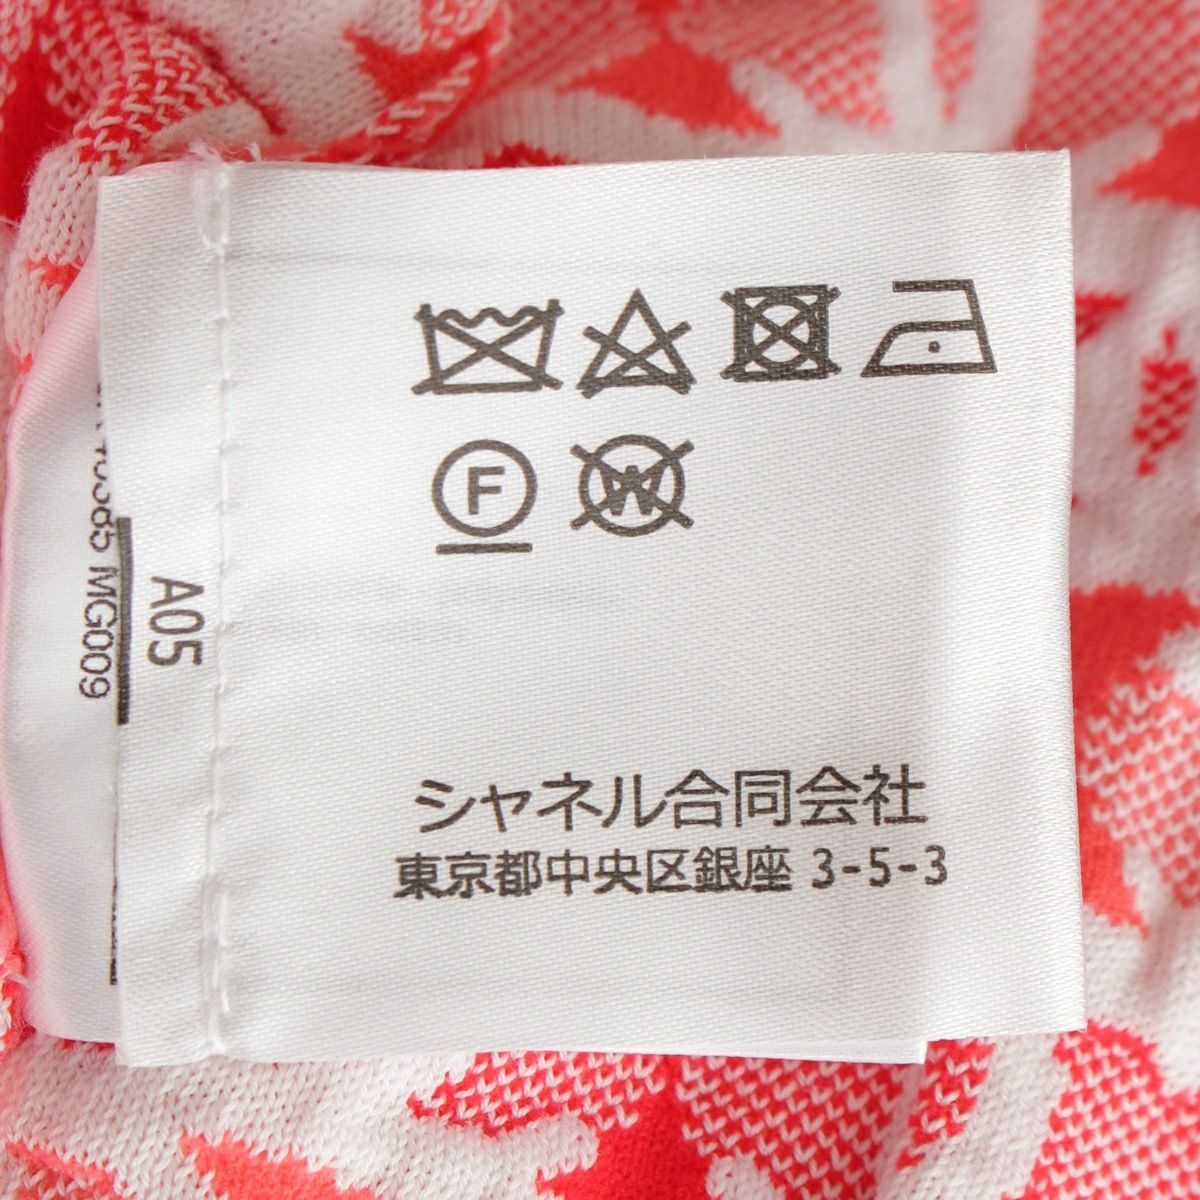 F W
シャネル合同会社
東京都中央区銀座 3-5-3
A05
MG009